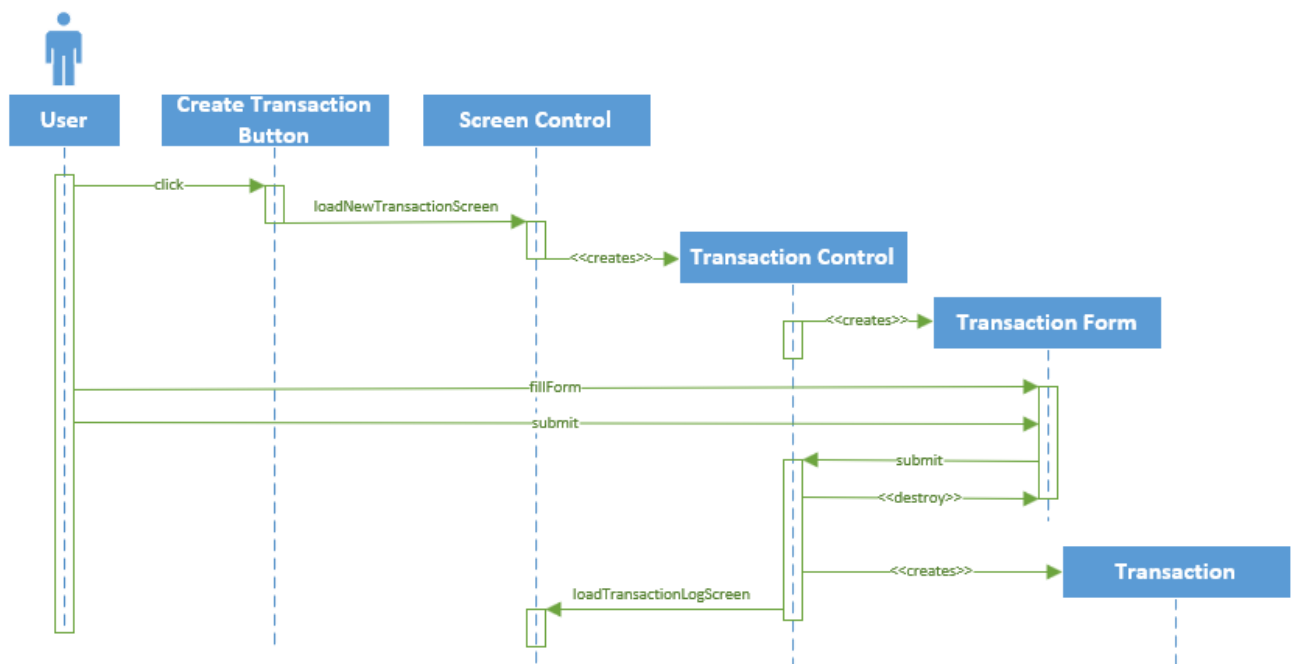 Create Transaction
Button
User
Screen Control
click
loadNewTransactionScreen
<<creates>>
Transaction Control
<<creates>>
Transaction Form
fillForm
submit
submit
<<destroy>>
<<creates>>
Transaction
loadTransactionLogScreen